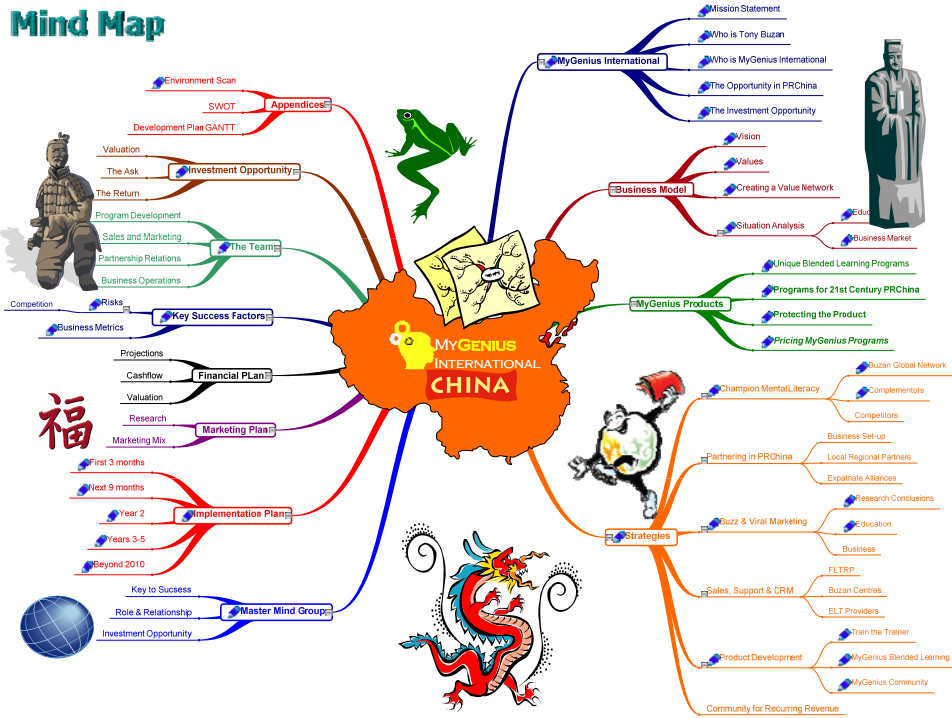 Mind Map
MyGenius International
Mission Statement
Who is Tony Buzan
Who is MyGenius International
The Opportunity in PRChina
The Investment Opportunity
Business Model
Vision
Values
Creating a Value Network
Situation Analysis
Educ
Business Market
MyGenius Products
Unique Blended Learning Programs
Programs for 21st Century PRChina
Protecting the Product
Pricing MyGenius Programs
Strategies
Champion Mental Literacy
Buzan Global Network
Complementors
Competitors
Partnering in PRChina
Business Set-up
Local Regional Partners
Expatriate Alliances
Buzz & Viral Marketing
Research Conclusions
Education
Business
Sales, Support & CRM
FLTRP
Buzan Centres
ELT Providers
Product Development
Train the Trainer
MyGenius Blended Learning
MyGenius Community
Community for Recurring Revenue
Appendices
Environment Scan
SWOT
Development Plan GANTT
Investment Opportunity
Valuation
The Ask
The Return
The Team
Program Development
Sales and Marketing
Partnership Relations
Business Operations
Key Success Factors
Risks
Competition
Business Metrics
Financial PLan
Projections
Cashflow
Valuation
Marketing Plan
Research
Marketing Mix
Implementation Plan
First 3 months
Next 9 months
Year 2
Years 3-5
Beyond 2010
Master Mind Group
Key to Sucsess
Role & Relationship
Investment Opportunity
MYGENIUS
INTERNATIONAL
CHINA
福